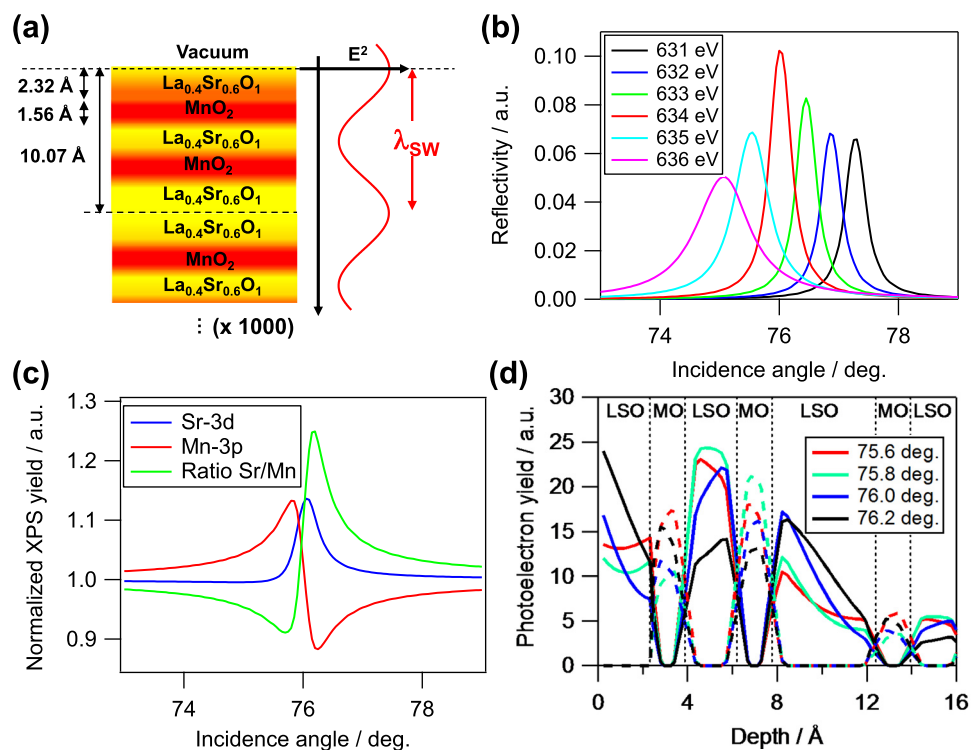 (a)
Vacuum
E²
2.32 Å
La₀.₄Sr₀.₆O₁
1.56 Å
MnO₂
La₀.₄Sr₀.₆O₁
10.07 Å
MnO₂
λSW
La₀.₄Sr₀.₆O₁
La₀.₄Sr₀.₆O₁
MnO₂
La₀.₄Sr₀.₆O₁
⋮ (x 1000)
(b)
Reflectivity / a.u.
0.10
0.08
0.06
0.04
0.02
0.00
631 eV
632 eV
633 eV
634 eV
635 eV
636 eV
74 76 78
Incidence angle / deg.
(c)
Normalized XPS yield / a.u.
1.3
1.2
1.1
1.0
0.9
Sr-3d
Mn-3p
Ratio Sr/Mn
74 76 78
Incidence angle / deg.
(d)
Photoelectron yield / a.u.
30
25
20
15
10
5
0
LSO MO LSO MO LSO MO LSO
75.6 deg.
75.8 deg.
76.0 deg.
76.2 deg.
0 4 8 12 16
Depth / Å